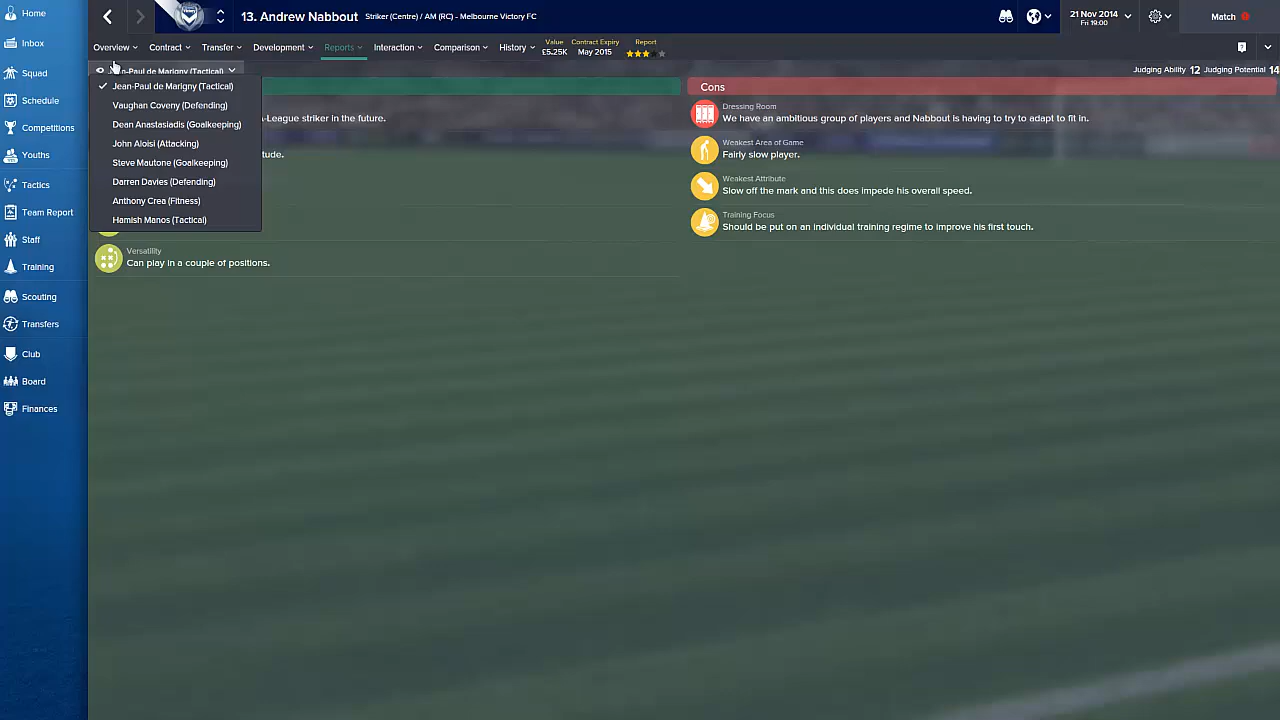 Home
13. Andrew Nabbout
Striker (Centre) / AM (RC) - Melbourne Victory FC
21 Nov 2014
Fri 19:00
Match
Inbox
Overview
Contract
Transfer
Development
Reports
Interaction
Comparison
History
Value
£5.25K
Contract Expiry
May 2015
Report
Squad
Schedule
Competitions
Youths
Tactics
Team Report
Staff
Training
Scouting
Transfers
Club
Board
Finances
Jean-Paul de Marigny (Tactical)
Judging Ability 12 Judging Potential 14
Jean-Paul de Marigny (Tactical)
Vaughan Coveny (Defending)
Dean Anastasiadis (Goalkeeping)
John Aloisi (Attacking)
Steve Mautone (Goalkeeping)
Darren Davies (Defending)
Anthony Crea (Fitness)
Hamish Manos (Tactical)
-League striker in the future.
tude.
Versatility
Can play in a couple of positions.
Cons
Dressing Room
We have an ambitious group of players and Nabbout is having to try to adapt to fit in.
Weakest Area of Game
Fairly slow player.
Weakest Attribute
Slow off the mark and this does impede his overall speed.
Training Focus
Should be put on an individual training regime to improve his first touch.